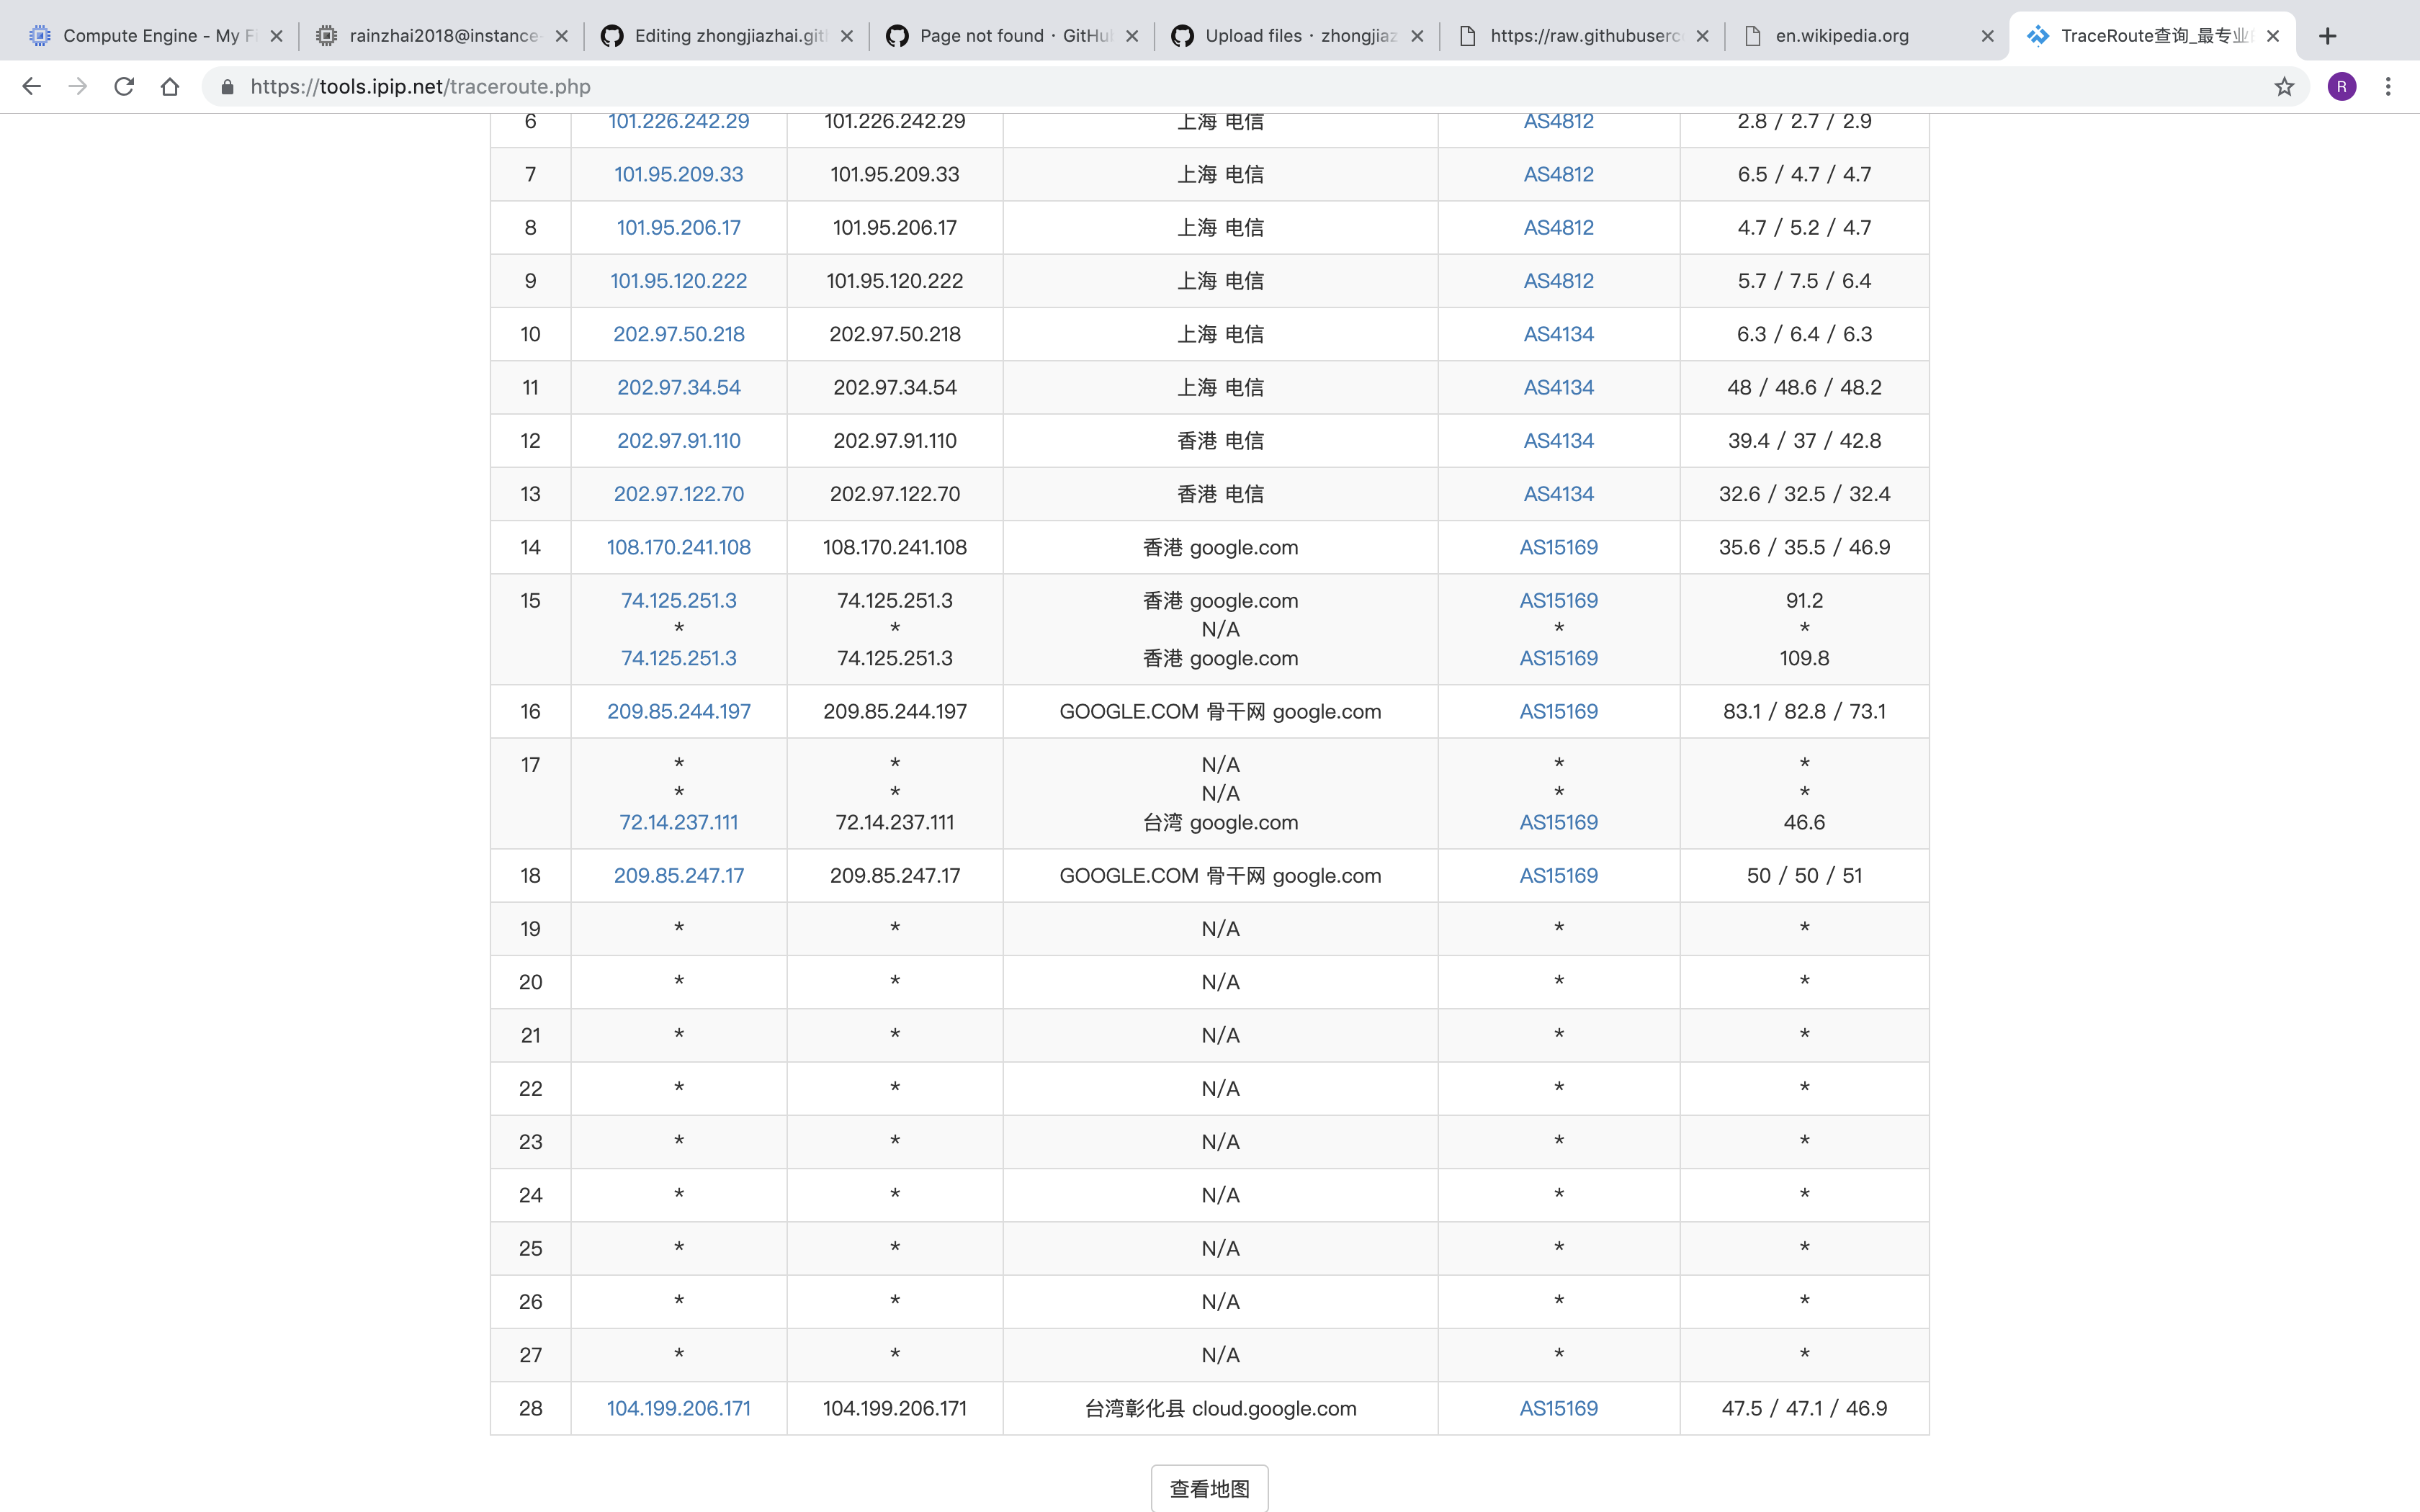 Compute Engine - My Fi
rainzhai2018@instance-
Editing zhongjiazhai.gitl
Page not found · GitHub
Upload files · zhongjiaz
https://raw.githubuserc
en.wikipedia.org
TraceRoute查询_最专业
https://tools.ipip.net/traceroute.php
R
6 101.226.242.29 101.226.242.29 上海 电信 AS4812 2.8 / 2.7 / 2.9
7 101.95.209.33 101.95.209.33 上海 电信 AS4812 6.5 / 4.7 / 4.7
8 101.95.206.17 101.95.206.17 上海 电信 AS4812 4.7 / 5.2 / 4.7
9 101.95.120.222 101.95.120.222 上海 电信 AS4812 5.7 / 7.5 / 6.4
10 202.97.50.218 202.97.50.218 上海 电信 AS4134 6.3 / 6.4 / 6.3
11 202.97.34.54 202.97.34.54 上海 电信 AS4134 48 / 48.6 / 48.2
12 202.97.91.110 202.97.91.110 香港 电信 AS4134 39.4 / 37 / 42.8
13 202.97.122.70 202.97.122.70 香港 电信 AS4134 32.6 / 32.5 / 32.4
14 108.170.241.108 108.170.241.108 香港 google.com AS15169 35.6 / 35.5 / 46.9
15 74.125.251.3 74.125.251.3 香港 google.com AS15169 91.2
* * N/A * *
74.125.251.3 74.125.251.3 香港 google.com AS15169 109.8
16 209.85.244.197 209.85.244.197 GOOGLE.COM 骨干网 google.com AS15169 83.1 / 82.8 / 73.1
17 * * N/A * *
* * N/A * *
72.14.237.111 72.14.237.111 台湾 google.com AS15169 46.6
18 209.85.247.17 209.85.247.17 GOOGLE.COM 骨干网 google.com AS15169 50 / 50 / 51
19 * * N/A * *
20 * * N/A * *
21 * * N/A * *
22 * * N/A * *
23 * * N/A * *
24 * * N/A * *
25 * * N/A * *
26 * * N/A * *
27 * * N/A * *
28 104.199.206.171 104.199.206.171 台湾彰化县 cloud.google.com AS15169 47.5 / 47.1 / 46.9
查看地图